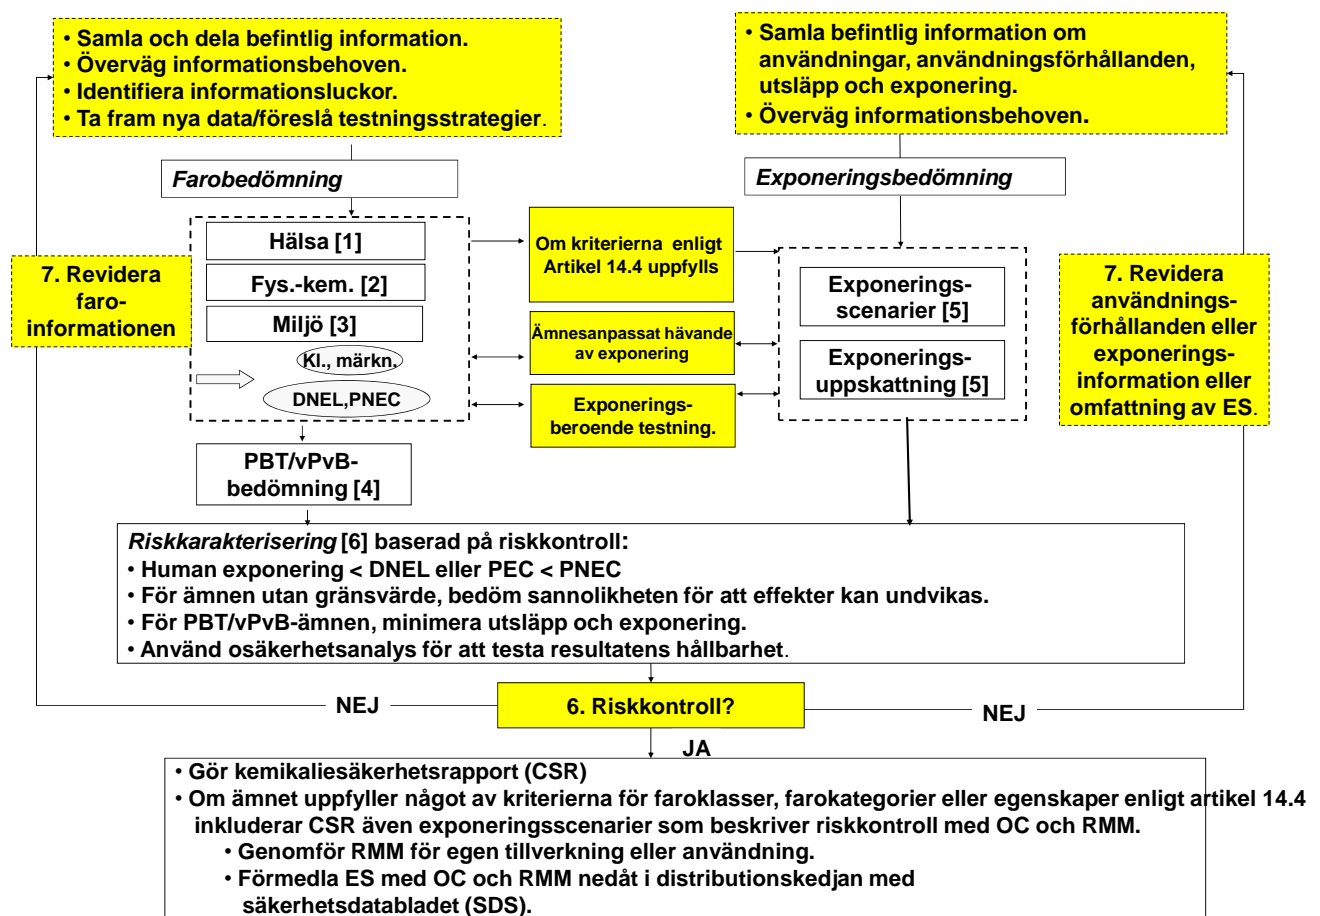 • Samla och dela befintlig information.
• Överväg informationsbehoven.
• Identifiera informationsluckor.
• Ta fram nya data/föreslå testningsstrategier.
• Samla befintlig information om
användningar, användningsförhållanden,
utsläpp och exponering.
• Överväg informationsbehoven.
Farobedömning
Exponeringsbedömning
Hälsa [1]
Fys.-kem. [2]
Miljö [3]
Kl., märkn.
DNEL,PNEC
Om kriterierna enligt
Artikel 14.4 uppfylls
Ämnesanpassat hävande
av exponering
Exponerings-
beroende testning.
Exponerings-
scenarier [5]
Exponerings-
uppskattning [5]
7. Revidera
faro-
informationen
7. Revidera
användnings-
förhållanden eller
exponerings-
information eller
omfattning av ES.
PBT/vPvB-
bedömning [4]
Riskkarakterisering [6] baserad på riskkontroll:
• Human exponering < DNEL eller PEC < PNEC
• För ämnen utan gränsvärde, bedöm sannolikheten för att effekter kan undvikas.
• För PBT/vPvB-ämnen, minimera utsläpp och exponering.
• Använd osäkerhetsanalys för att testa resultatens hållbarhet.
NEJ
6. Riskkontroll?
NEJ
JA
• Gör kemikaliesäkerhetsrapport (CSR)
• Om ämnet uppfyller något av kriterierna för faroklasser, farokategorier eller egenskaper enligt artikel 14.4
inkluderar CSR även exponeringsscenarier som beskriver riskkontroll med OC och RMM.
• Genomför RMM för egen tillverkning eller användning.
• Förmedla ES med OC och RMM nedåt i distributionskedjan med
säkerhetsdatabladet (SDS).